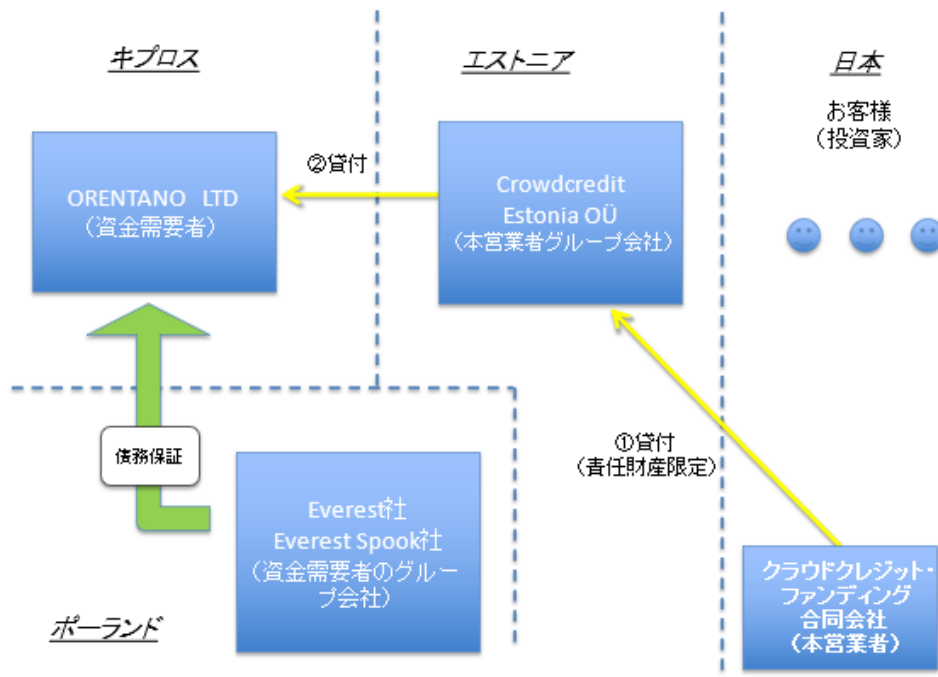 キプロス
エストニア
日本
お客様
（投資家）
ORENTANO LTD
（資金需要者）
②貸付
Crowdcredit
Estonia OÜ
（本営業者グループ会社）
債務保証
①貸付
（責任財産限定）
Everest社
Everest Spook社
（資金需要者のグルー
プ会社）
ポーランド
クラウドクレジット・
ファンディング
合同会社
（本営業者）